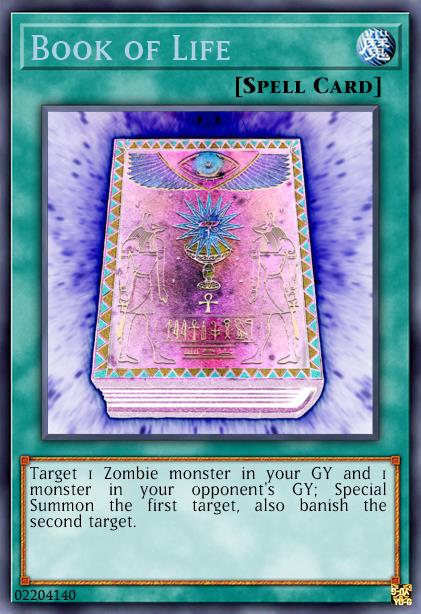 Book of Life
魔
[Spell Card]
Target 1 Zombie monster in your GY and 1
monster in your opponent's GY; Special
Summon the first target, also banish the
second target.
02204140